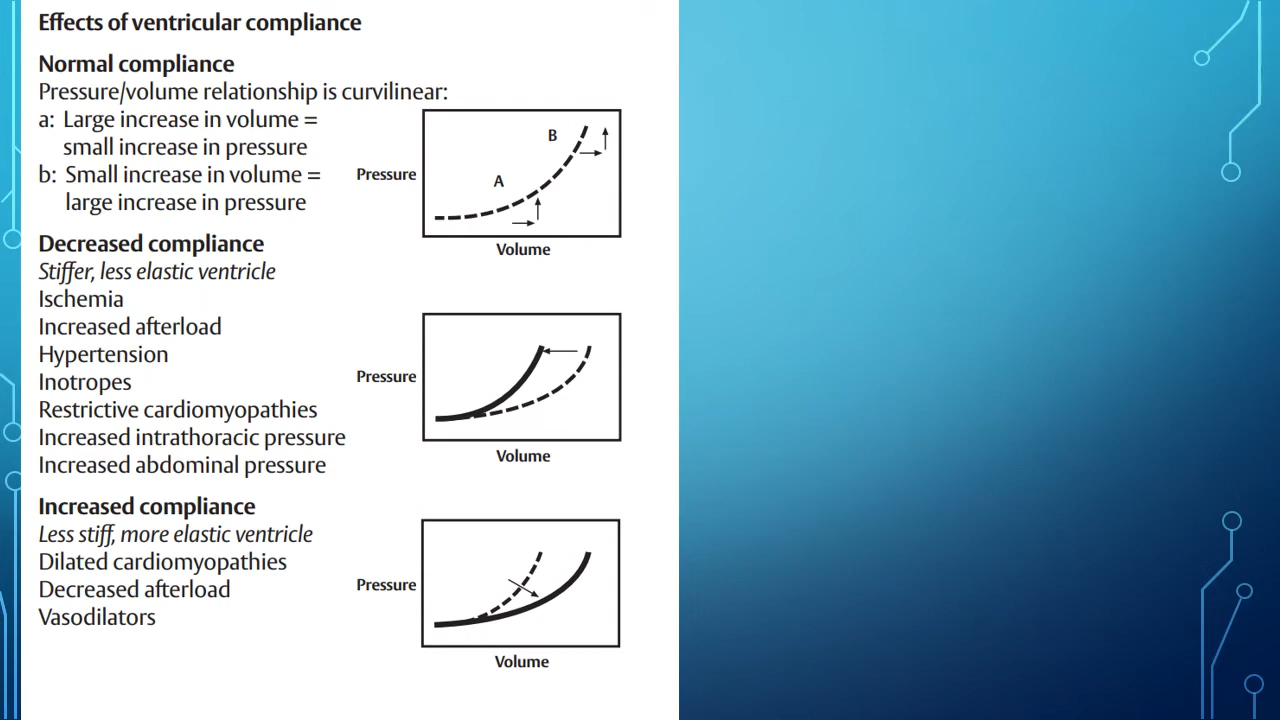 Effects of ventricular compliance
Normal compliance
Pressure/volume relationship is curvilinear:
a: Large increase in volume =
small increase in pressure
b: Small increase in volume =
large increase in pressure
B
A
Pressure
Volume
Decreased compliance
Stiffer, less elastic ventricle
Ischemia
Increased afterload
Hypertension
Inotropes
Restrictive cardiomyopathies
Increased intrathoracic pressure
Increased abdominal pressure
Pressure
Volume
Increased compliance
Less stiff, more elastic ventricle
Dilated cardiomyopathies
Decreased afterload
Vasodilators
Pressure
Volume